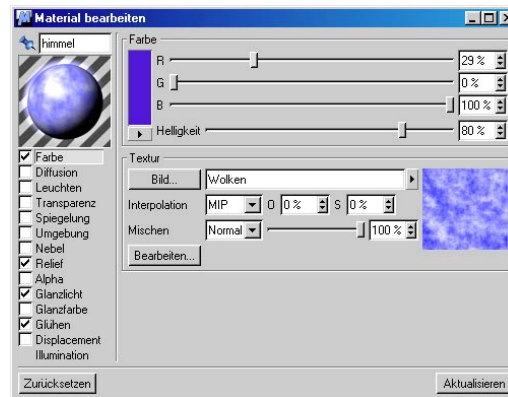 Material bearbeiten
himmel
Farbe
R 29 %
G 0 %
B 100 %
Helligkeit 80 %
Farbe
Diffusion
Leuchten
Transparenz
Spiegelung
Umgebung
Nebel
Relief
Alpha
Glanzlicht
Glanzfarbe
Glühen
Displacement
Illumination
Textur
Bild... Wolken
Interpolation MIP O 0 % S 0 %
Mischen Normal 100 %
Bearbeiten...
Zurücksetzen Aktualisieren